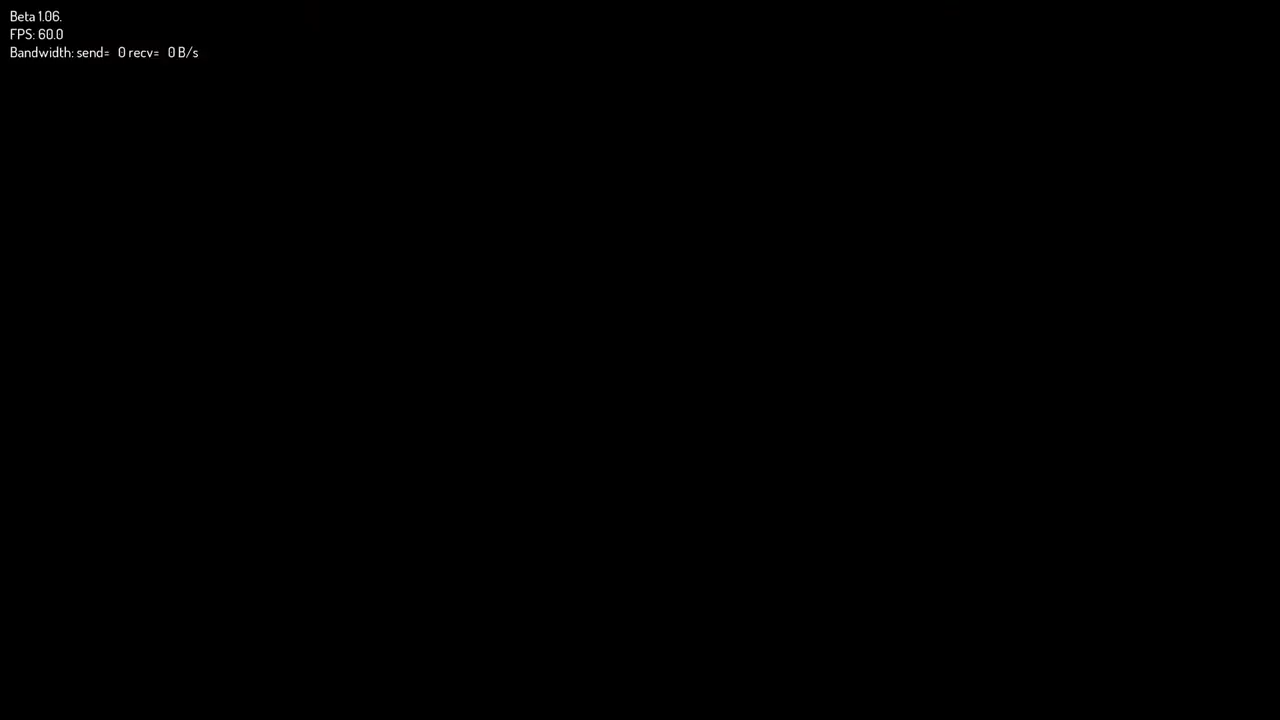 Beta 1.06.
FPS: 60.0
Bandwidth: send= 0 recv= 0 B/s